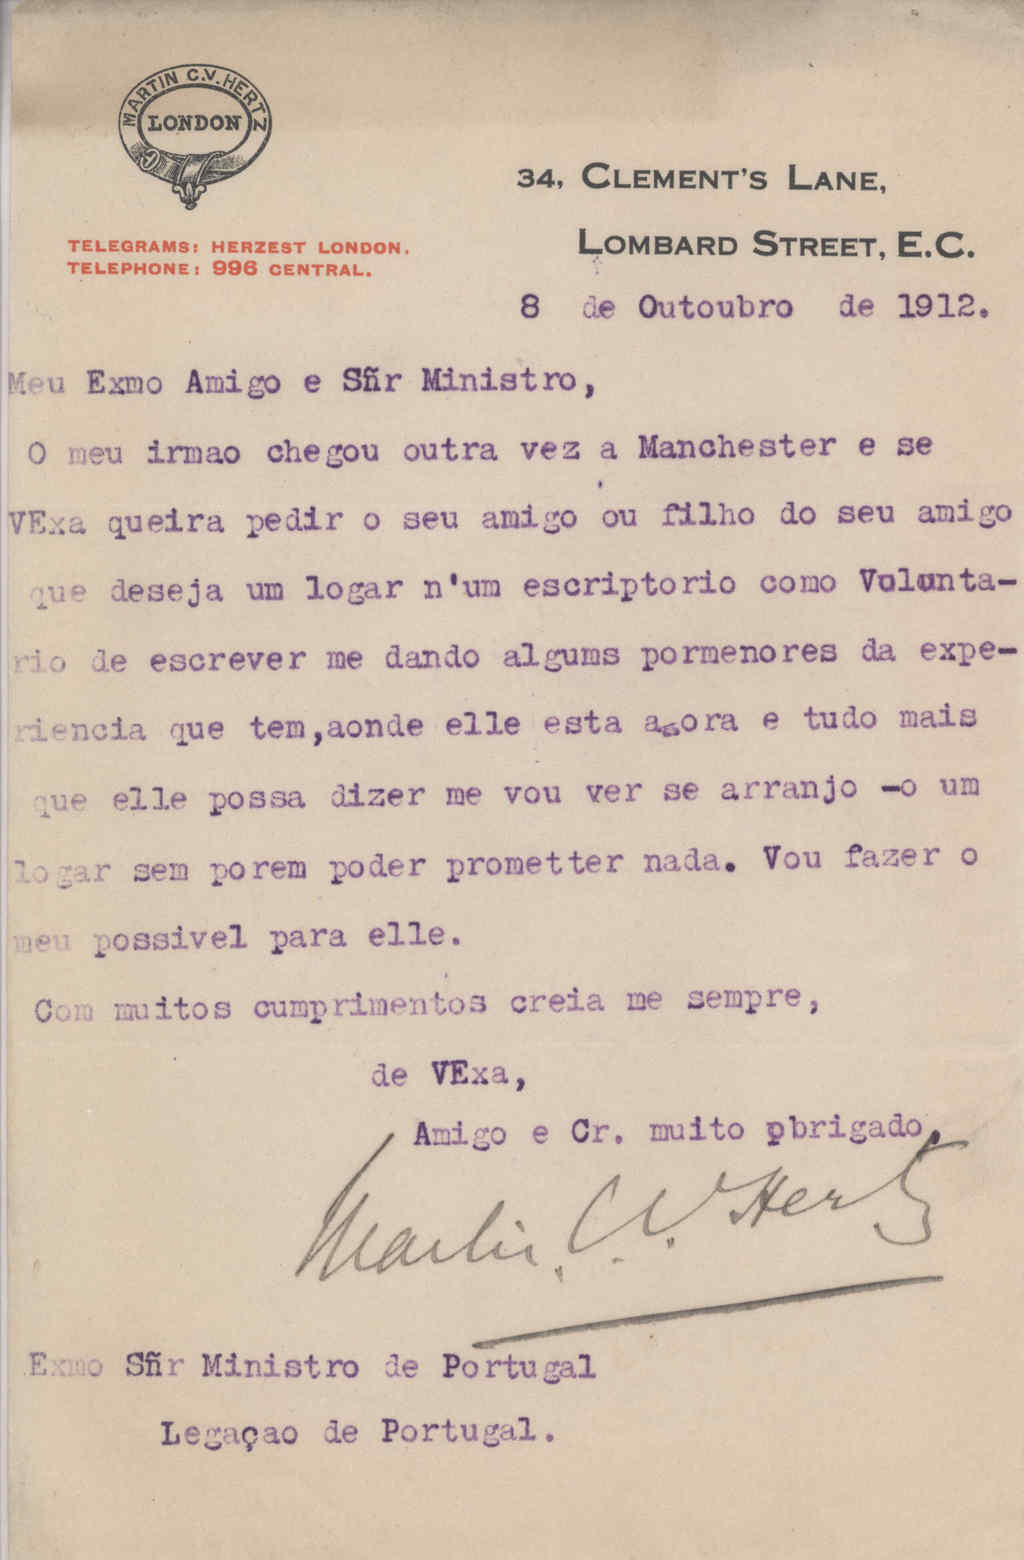 MARTIN C.V. HERTZ
LONDON
34, CLEMENT'S LANE,
LOMBARD STREET, E.C.
TELEGRAMS: HERZEST LONDON.
TELEPHONE: 996 CENTRAL.
8 de Outoubro de 1912.
Meu Exmo Amigo e Sñr Ministro,
O meu irmao chegou outra vez a Manchester e se
VExa queira pedir o seu amigo ou filho do seu amigo
que deseja um logar n'um escriptorio como Volunta-
rio de escrever me dando algums pormenores da expe-
riencia que tem,aonde elle esta agora e tudo mais
que elle possa dizer me vou ver se arranjo -o um
logar sem porem poder prometter nada. Vou fazer o
meu possivel para elle.
Com muitos cumprimentos creia me sempre,
de VExa,
Amigo e Cr. muito obrigado,
Martin. C. V. Hertz
Exmo Sñr Ministro de Portugal
Legaçao de Portugal.